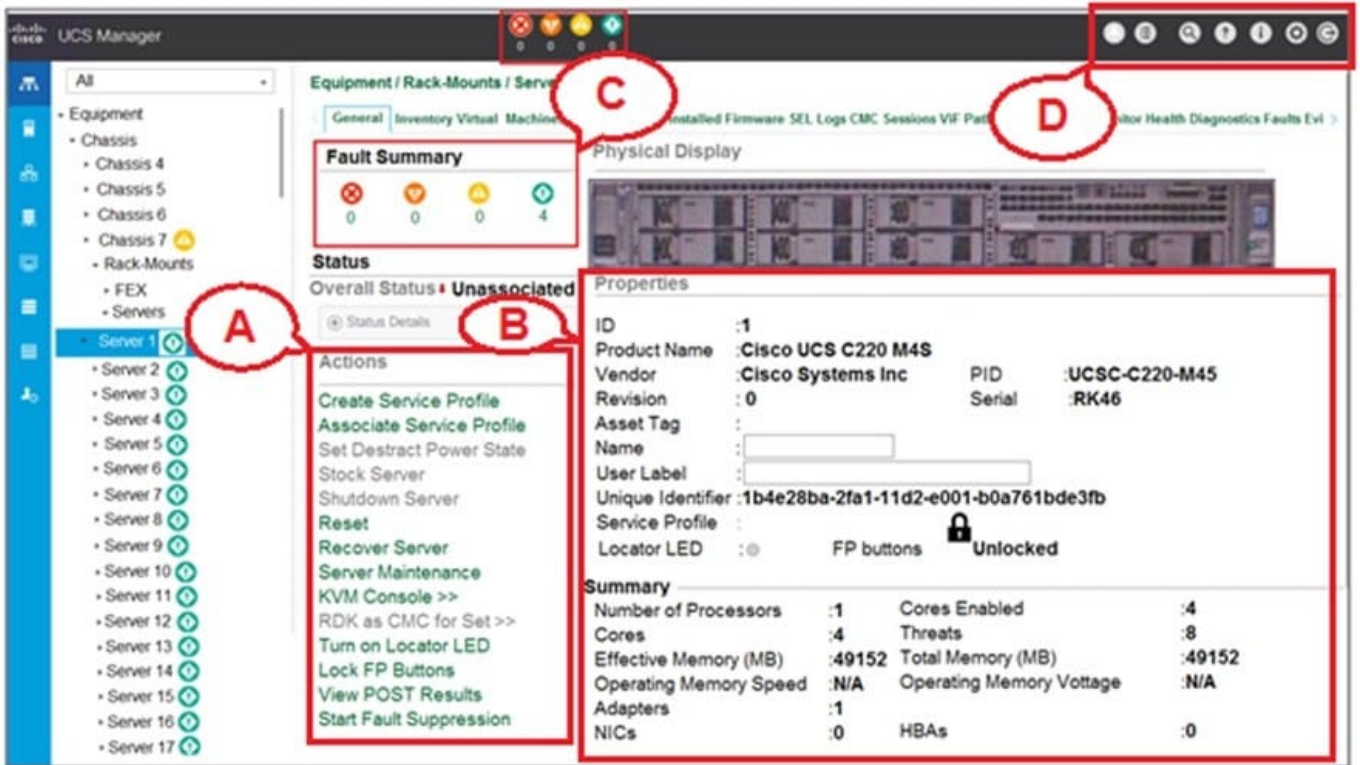 cisco UCS Manager
0 0 0 0
C
D
All
Equipment
Chassis
Chassis 4
Chassis 5
Chassis 6
Chassis 7
Rack-Mounts
FEX
Servers
Server 1
Server 2
Server 3
Server 4
Server 5
Server 6
Server 7
Server 8
Server 9
Server 10
Server 11
Server 12
Server 13
Server 14
Server 15
Server 16
Server 17
Equipment / Rack-Mounts / Serve
General Inventory Virtual Machine nstalled Firmware SEL Logs CMC Sessions VIF Pat itor Health Diagnostics Faults Evi >
Fault Summary
0 0 0 4
Status
Overall Status Unassociated
Status Details
A
B
Actions
Create Service Profile
Associate Service Profile
Set Destract Power State
Stock Server
Shutdown Server
Reset
Recover Server
Server Maintenance
KVM Console >>
RDK as CMC for Set >>
Turn on Locator LED
Lock FP Buttons
View POST Results
Start Fault Suppression
Physical Display
Properties
ID :1
Product Name :Cisco UCS C220 M4S
Vendor :Cisco Systems Inc PID :UCSC-C220-M45
Revision : 0 Serial :RK46
Asset Tag :
Name :
User Label :
Unique Identifier :1b4e28ba-2fa1-11d2-e001-b0a761bde3fb
Service Profile :
Locator LED : FP buttons Unlocked
Summary
Number of Processors :1 Cores Enabled :4
Cores :4 Threats :8
Effective Memory (MB) :49152 Total Memory (MB) :49152
Operating Memory Speed :N/A Operating Memory Vottage :N/A
Adapters :1
NICs :0 HBAs :0